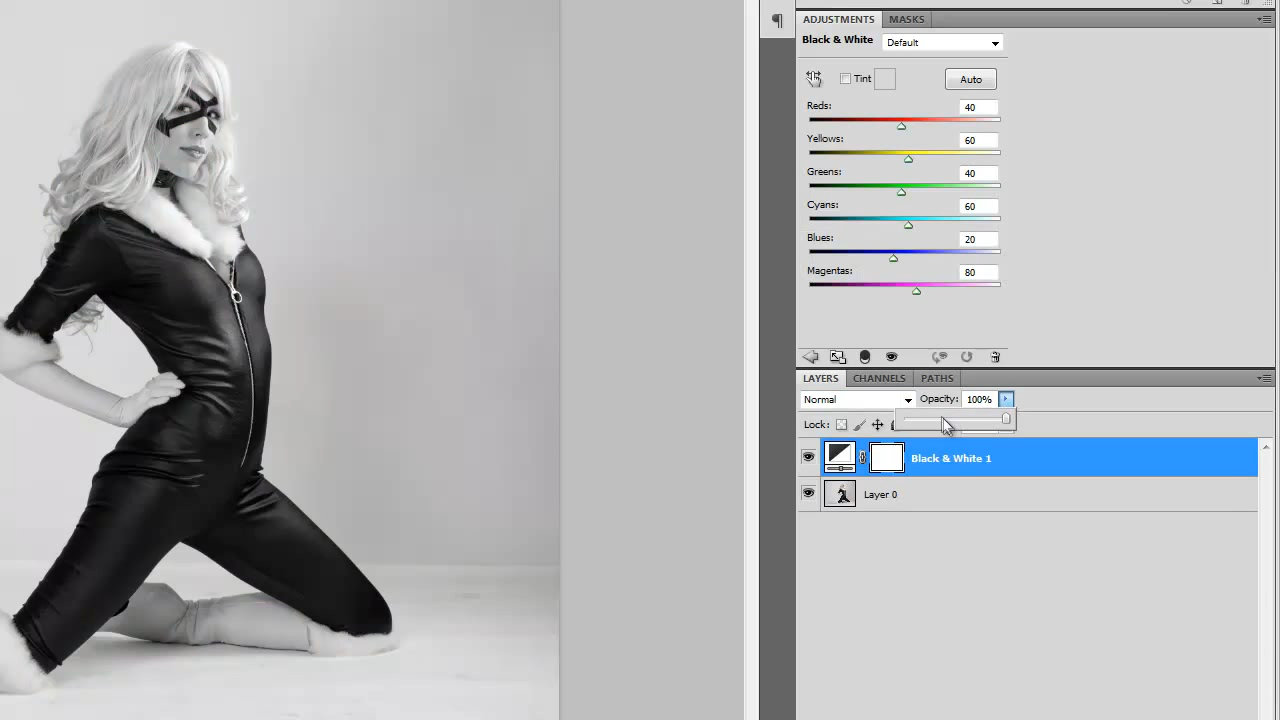 ADJUSTMENTS MASKS
Black & White Default
Tint Auto
Reds: 40
Yellows: 60
Greens: 40
Cyans: 60
Blues: 20
Magentas: 80
LAYERS CHANNELS PATHS
Normal Opacity: 100%
Lock:
Black & White 1
Layer 0